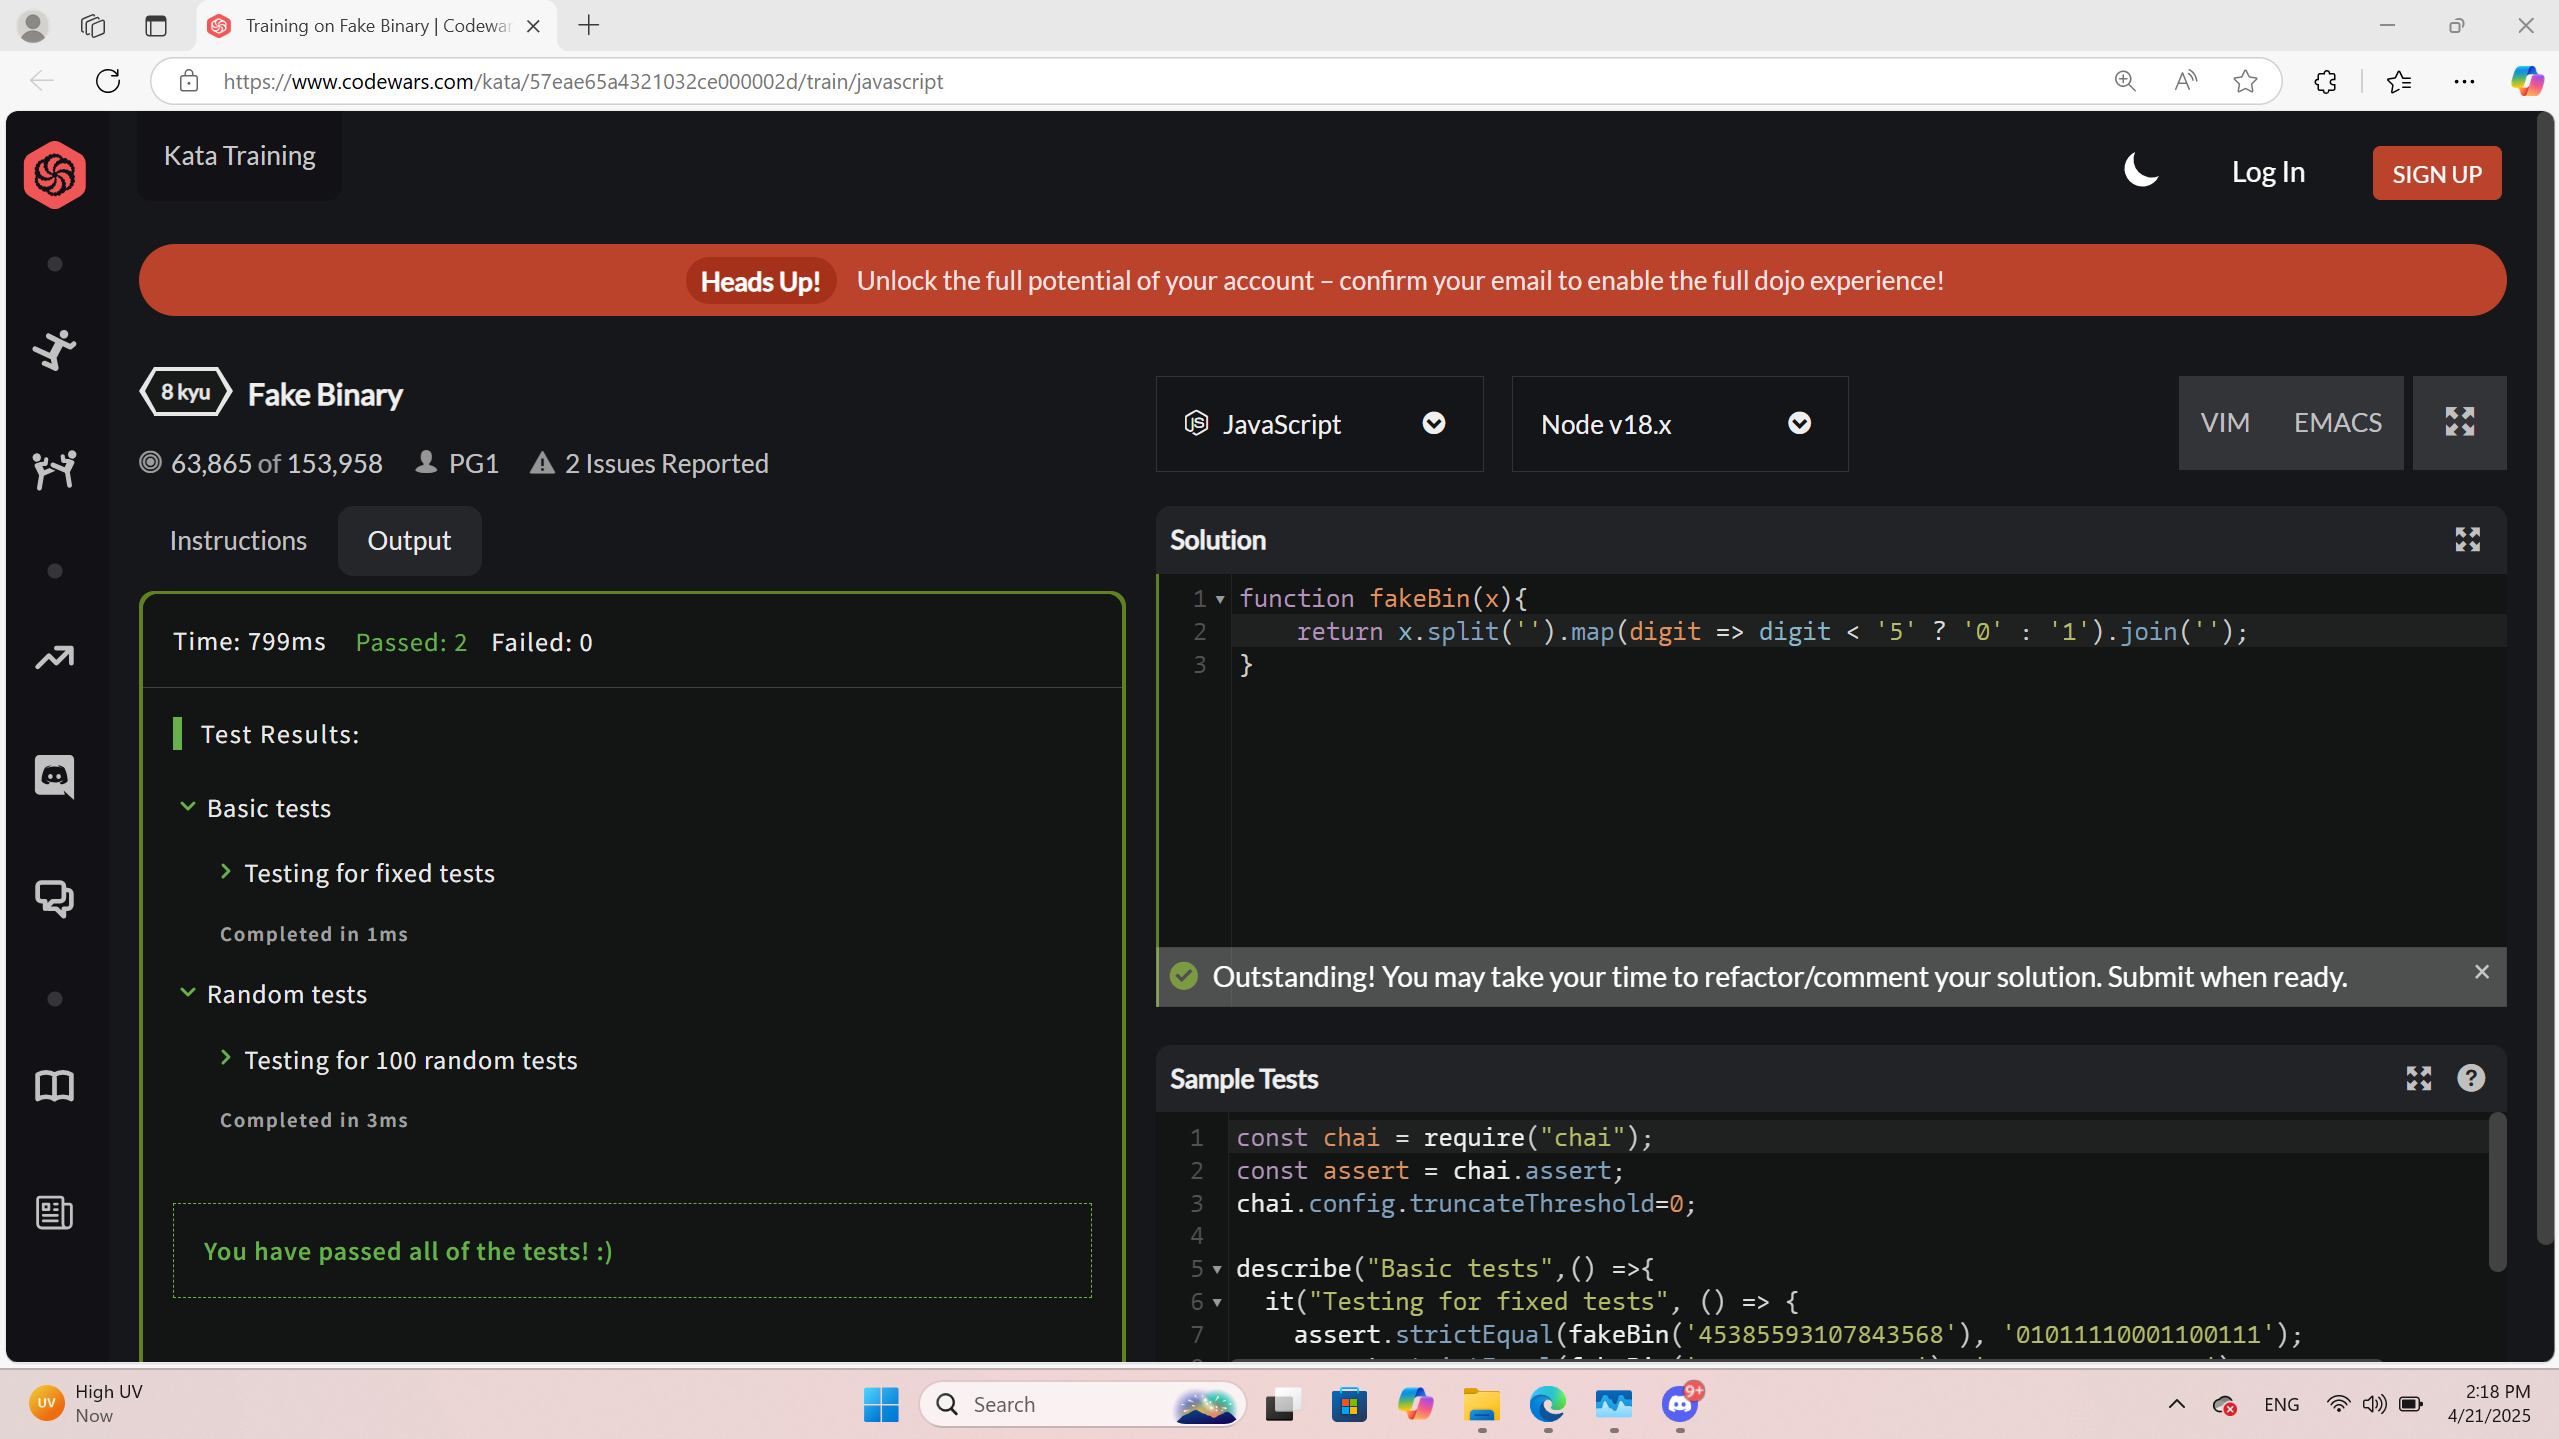 Training on Fake Binary | Codewar
https://www.codewars.com/kata/57eae65a4321032ce000002d/train/javascript
Kata Training
Log In
SIGN UP
Heads Up! Unlock the full potential of your account – confirm your email to enable the full dojo experience!
8 kyu Fake Binary
63,865 of 153,958 PG1 2 Issues Reported
JavaScript
Node v18.x
VIM EMACS
Instructions Output
Time: 799ms Passed: 2 Failed: 0
Test Results:
Basic tests
Testing for fixed tests
Completed in 1ms
Random tests
Testing for 100 random tests
Completed in 3ms
You have passed all of the tests! :)
Solution
1 function fakeBin(x){
2 return x.split('').map(digit => digit < '5' ? '0' : '1').join('');
3 }
Outstanding! You may take your time to refactor/comment your solution. Submit when ready.
Sample Tests
1 const chai = require("chai");
2 const assert = chai.assert;
3 chai.config.truncateThreshold=0;
4
5 describe("Basic tests",() =>{
6 it("Testing for fixed tests", () => {
7 assert.strictEqual(fakeBin('45385593107843568'), '01011110001100111');
High UV
Now
UV
Search
9+
ENG
2:18 PM
4/21/2025